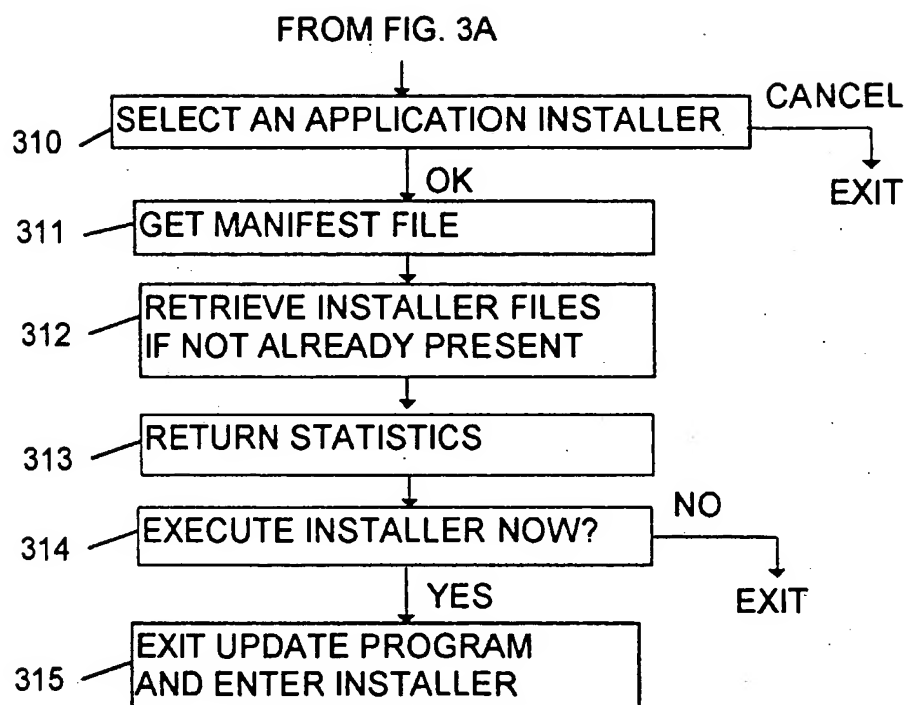 FROM FIG. 3A
310 SELECT AN APPLICATION INSTALLER
CANCEL
EXIT
OK
311 GET MANIFEST FILE
312 RETRIEVE INSTALLER FILES
IF NOT ALREADY PRESENT
313 RETURN STATISTICS
314 EXECUTE INSTALLER NOW?
NO
EXIT
YES
315 EXIT UPDATE PROGRAM
AND ENTER INSTALLER